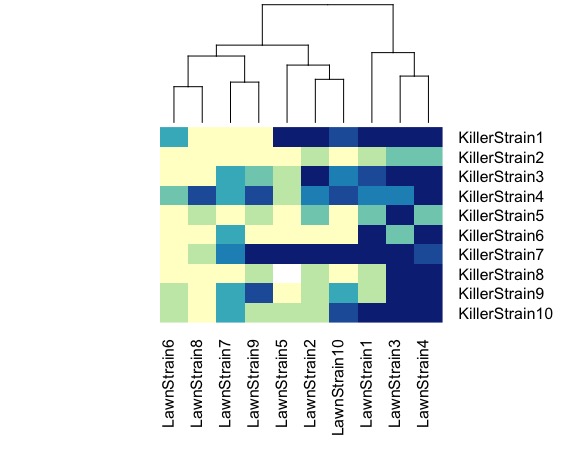 KillerStrain1
KillerStrain2
KillerStrain3
KillerStrain4
KillerStrain5
KillerStrain6
KillerStrain7
KillerStrain8
KillerStrain9
KillerStrain10
LawnStrain6
LawnStrain8
LawnStrain7
LawnStrain9
LawnStrain5
LawnStrain2
LawnStrain10
LawnStrain1
LawnStrain3
LawnStrain4